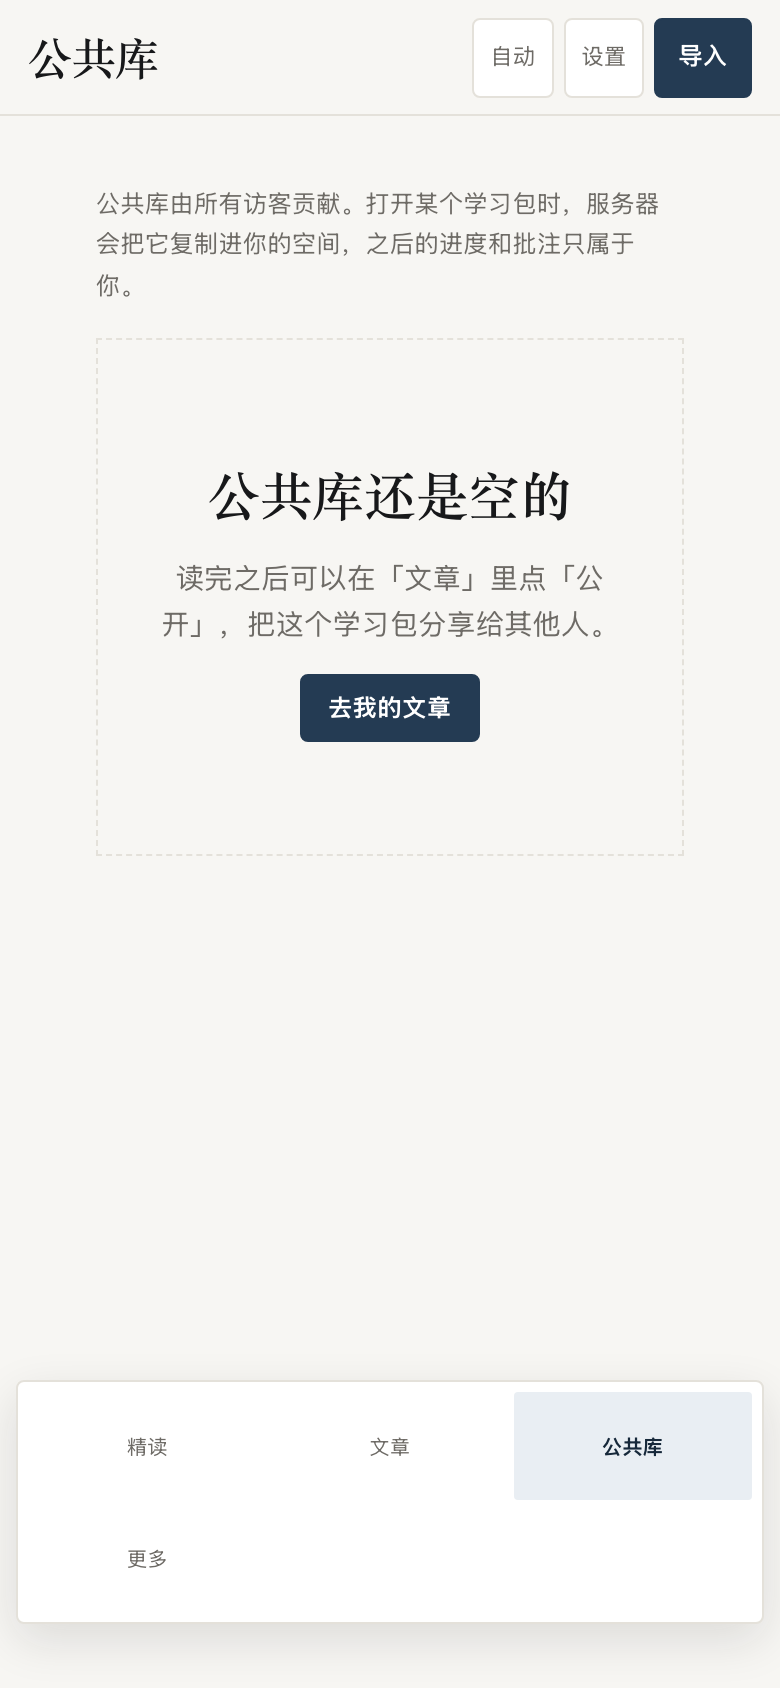 公共库
自动
设置
导入
公共库由所有访客贡献。打开某个学习包时，服务器
会把它复制进你的空间，之后的进度和批注只属于
你。
公共库还是空的
读完之后可以在「文章」里点「公
开」，把这个学习包分享给其他人。
去我的文章
精读
文章
公共库
更多